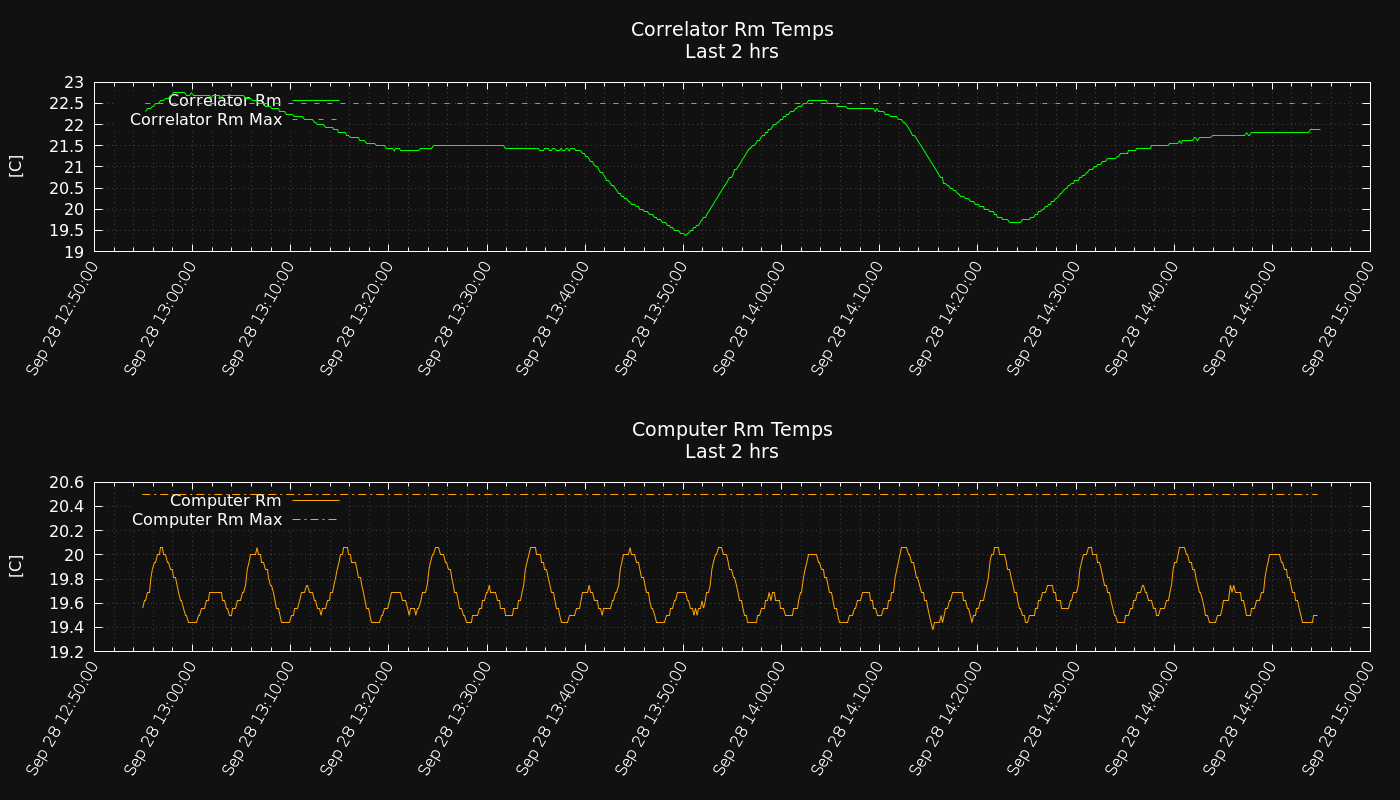 Correlator Rm Temps
Last 2 hrs
[C]
23
22.5
22
21.5
21
20.5
20
19.5
19
Correlator Rm
Correlator Rm Max
Sep 28 12:50:00
Sep 28 13:00:00
Sep 28 13:10:00
Sep 28 13:20:00
Sep 28 13:30:00
Sep 28 13:40:00
Sep 28 13:50:00
Sep 28 14:00:00
Sep 28 14:10:00
Sep 28 14:20:00
Sep 28 14:30:00
Sep 28 14:40:00
Sep 28 14:50:00
Sep 28 15:00:00
Computer Rm Temps
Last 2 hrs
[C]
20.6
20.4
20.2
20
19.8
19.6
19.4
19.2
Computer Rm
Computer Rm Max
Sep 28 12:50:00
Sep 28 13:00:00
Sep 28 13:10:00
Sep 28 13:20:00
Sep 28 13:30:00
Sep 28 13:40:00
Sep 28 13:50:00
Sep 28 14:00:00
Sep 28 14:10:00
Sep 28 14:20:00
Sep 28 14:30:00
Sep 28 14:40:00
Sep 28 14:50:00
Sep 28 15:00:00